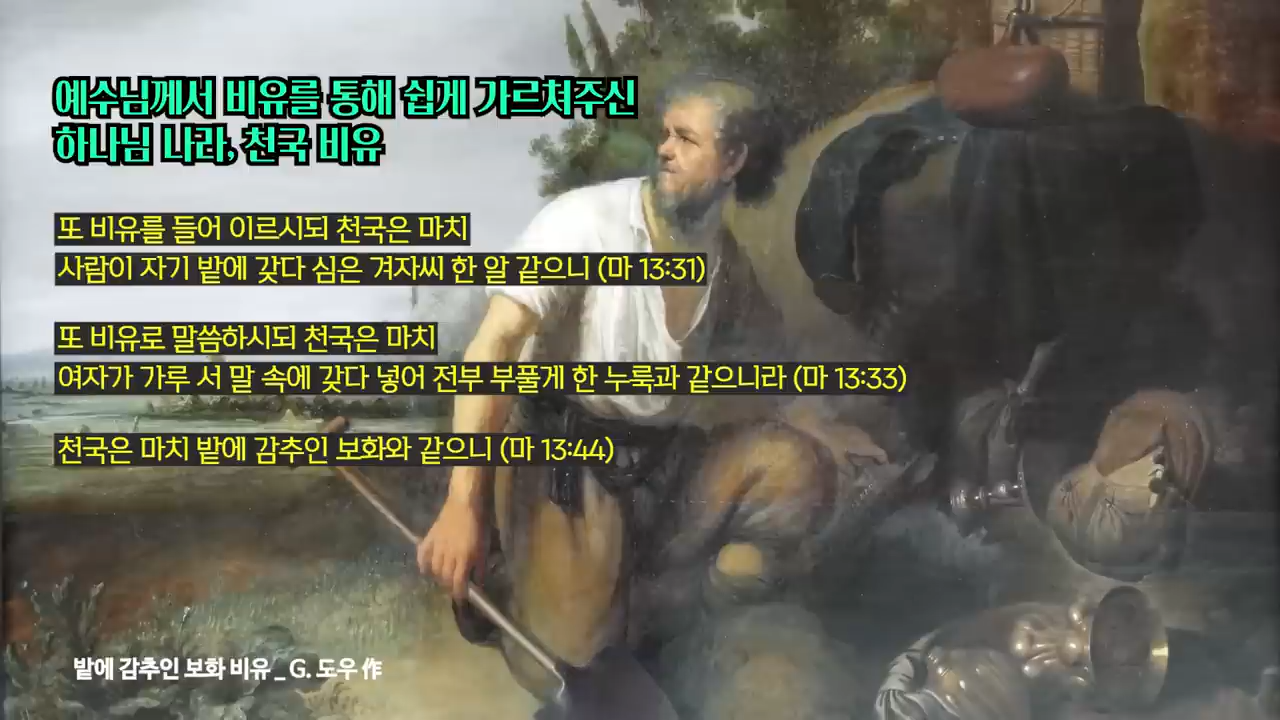 예수님께서 비유를 통해 쉽게 가르쳐주신
하나님 나라, 천국 비유
또 비유를 들어 이르시되 천국은 마치
사람이 자기 밭에 갖다 심은 겨자씨 한 알 같으니 (마 13:31)
또 비유로 말씀하시되 천국은 마치
여자가 가루 서 말 속에 갖다 넣어 전부 부풀게 한 누룩과 같으니라 (마 13:33)
천국은 마치 밭에 감추인 보화와 같으니 (마 13:44)
밭에 감추인 보화 비유 _ G. 도우 作